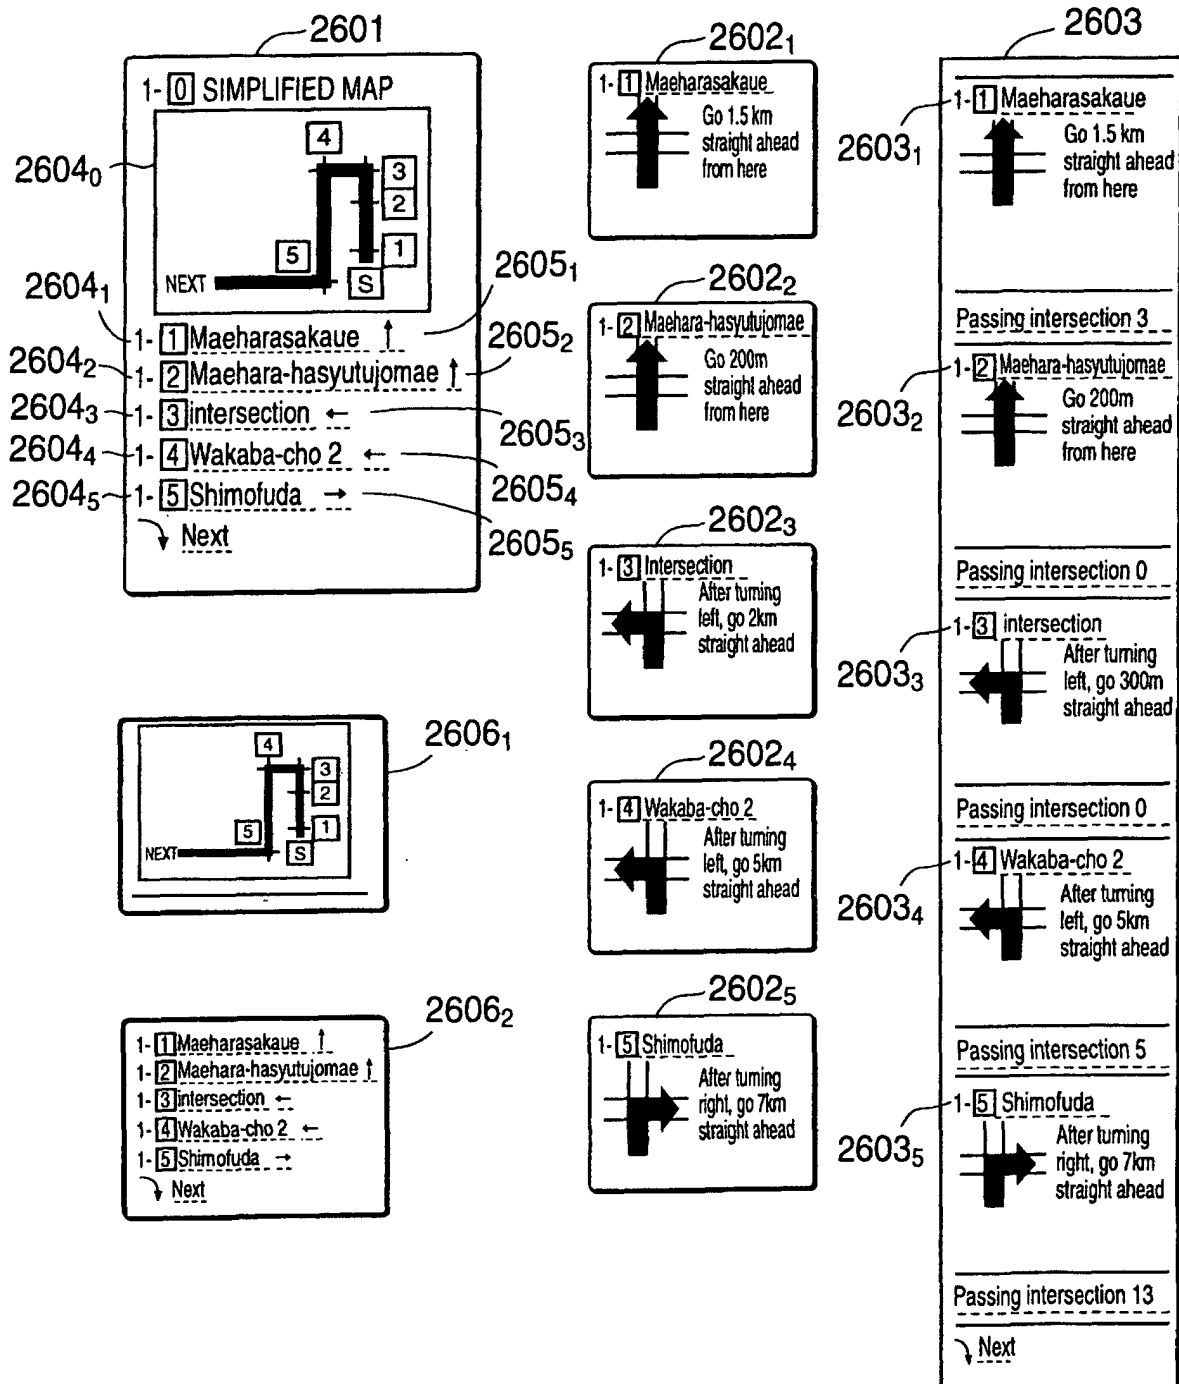 2601
1- 0 SIMPLIFIED MAP
2604₀
4
3
2
5
1
NEXT
S
2604₁
1- 1 Maeharasakaue ↑
2605₁
2604₂
1- 2 Maehara-hasyutujomae ↑
2605₂
2604₃
1- 3 intersection ←
2605₃
2604₄
1- 4 Wakaba-cho 2 ←
2605₄
2604₅
1- 5 Shimofuda →
2605₅
Next
2606₁
4
3
2
5
1
NEXT
S
2606₂
1- 1 Maeharasakaue ↑
1- 2 Maehara-hasyutujomae ↑
1- 3 intersection ←
1- 4 Wakaba-cho 2 ←
1- 5 Shimofuda →
Next
2602₁
1- 1 Maeharasakaue
Go 1.5 km
straight ahead
from here
2602₂
1- 2 Maehara-hasyutujomae
Go 200m
straight ahead
from here
2602₃
1- 3 Intersection
After turning
left, go 2km
straight ahead
2602₄
1- 4 Wakaba-cho 2
After turning
left, go 5km
straight ahead
2602₅
1- 5 Shimofuda
After turning
right, go 7km
straight ahead
2603
2603₁
1- 1 Maeharasakaue
Go 1.5 km
straight ahead
from here
Passing intersection 3
2603₂
1- 2 Maehara-hasyutujomae
Go 200m
straight ahead
from here
Passing intersection 0
2603₃
1- 3 intersection
After turning
left, go 300m
straight ahead
Passing intersection 0
2603₄
1- 4 Wakaba-cho 2
After turning
left, go 5km
straight ahead
Passing intersection 5
2603₅
1- 5 Shimofuda
After turning
right, go 7km
straight ahead
Passing intersection 13
Next